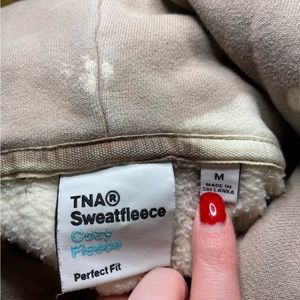 TNA®
Sweatfleece
Cozy
Fleece
Perfect Fit
M
MADE IN
SRI LANKA